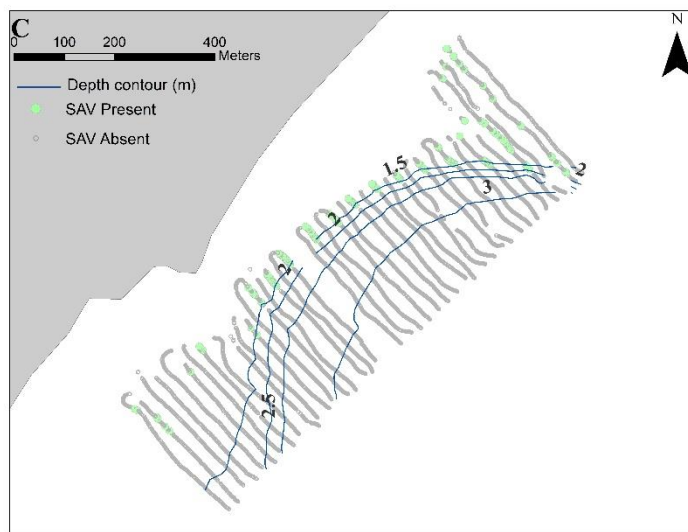 C
N
0 100 200 400
Meters
Depth contour (m)
SAV Present
SAV Absent
1.5
2
2
3
2
2.5